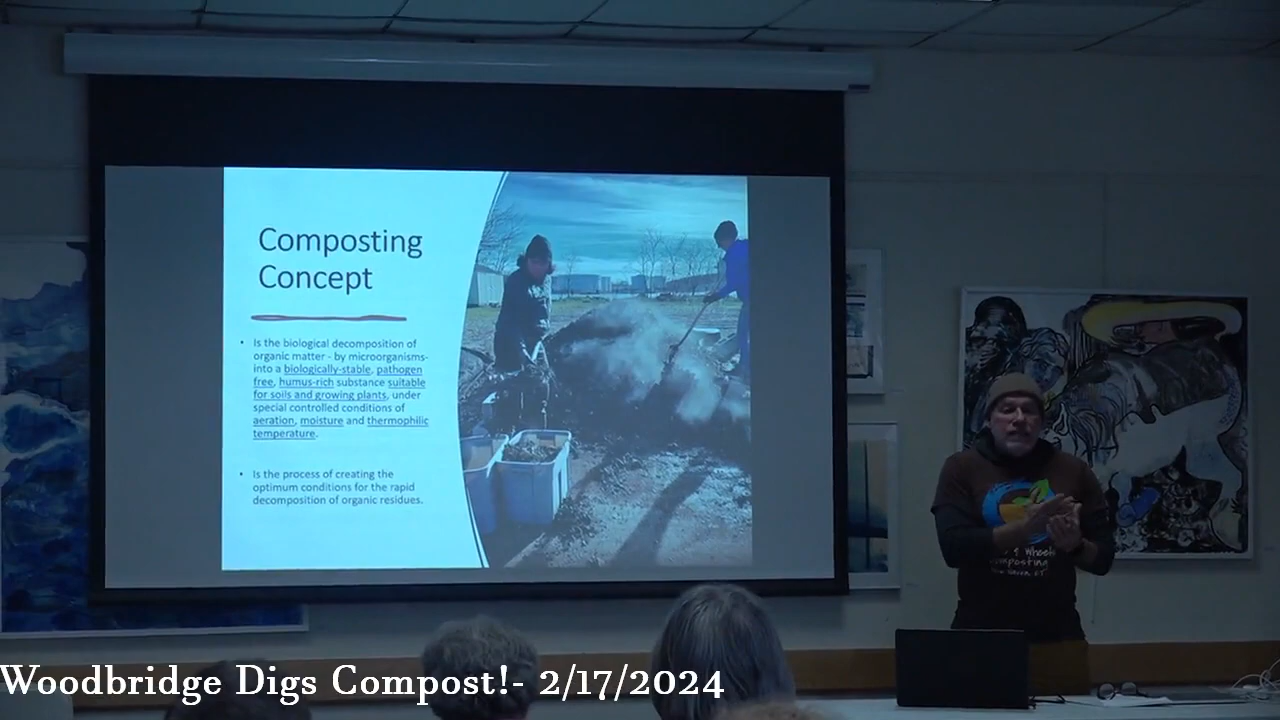 Composting
Concept
• Is the biological decomposition of
organic matter - by microorganisms-
into a biologically-stable, pathogen
free, humus-rich substance suitable
for soils and growing plants, under
special controlled conditions of
aeration, moisture and thermophilic
temperature.
• Is the process of creating the
optimum conditions for the rapid
decomposition of organic residues.
Wheels
Composting
Woodbridge Digs Compost!- 2/17/2024